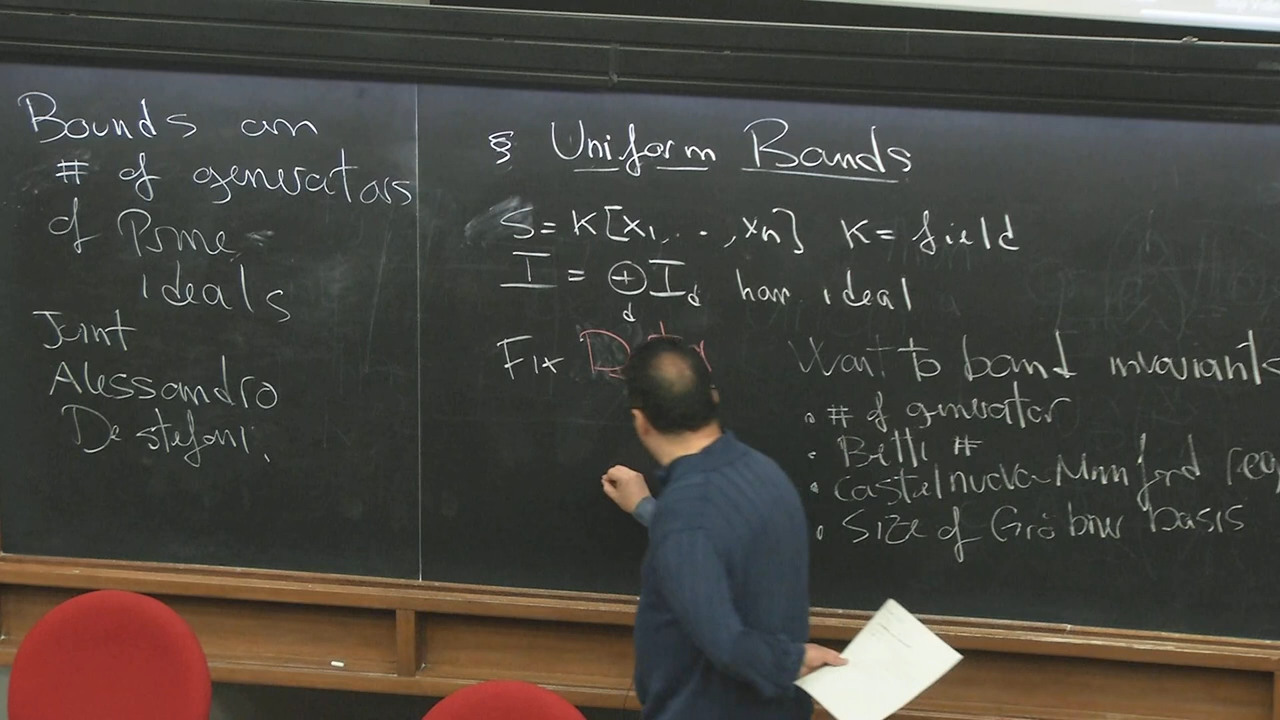 Bounds on
# of generators
of Prime
ideals
Joint
Alessandro
De Stefani.
§ Uniform Bounds
S = K[x1, ..., xn] K = field
I = ⊕ I_d hom. ideal
d
Fix
Want to bound invariants
• # of generator
• Betti #
• Castelnuovo-Mumford reg
• Size of Gröbner basis